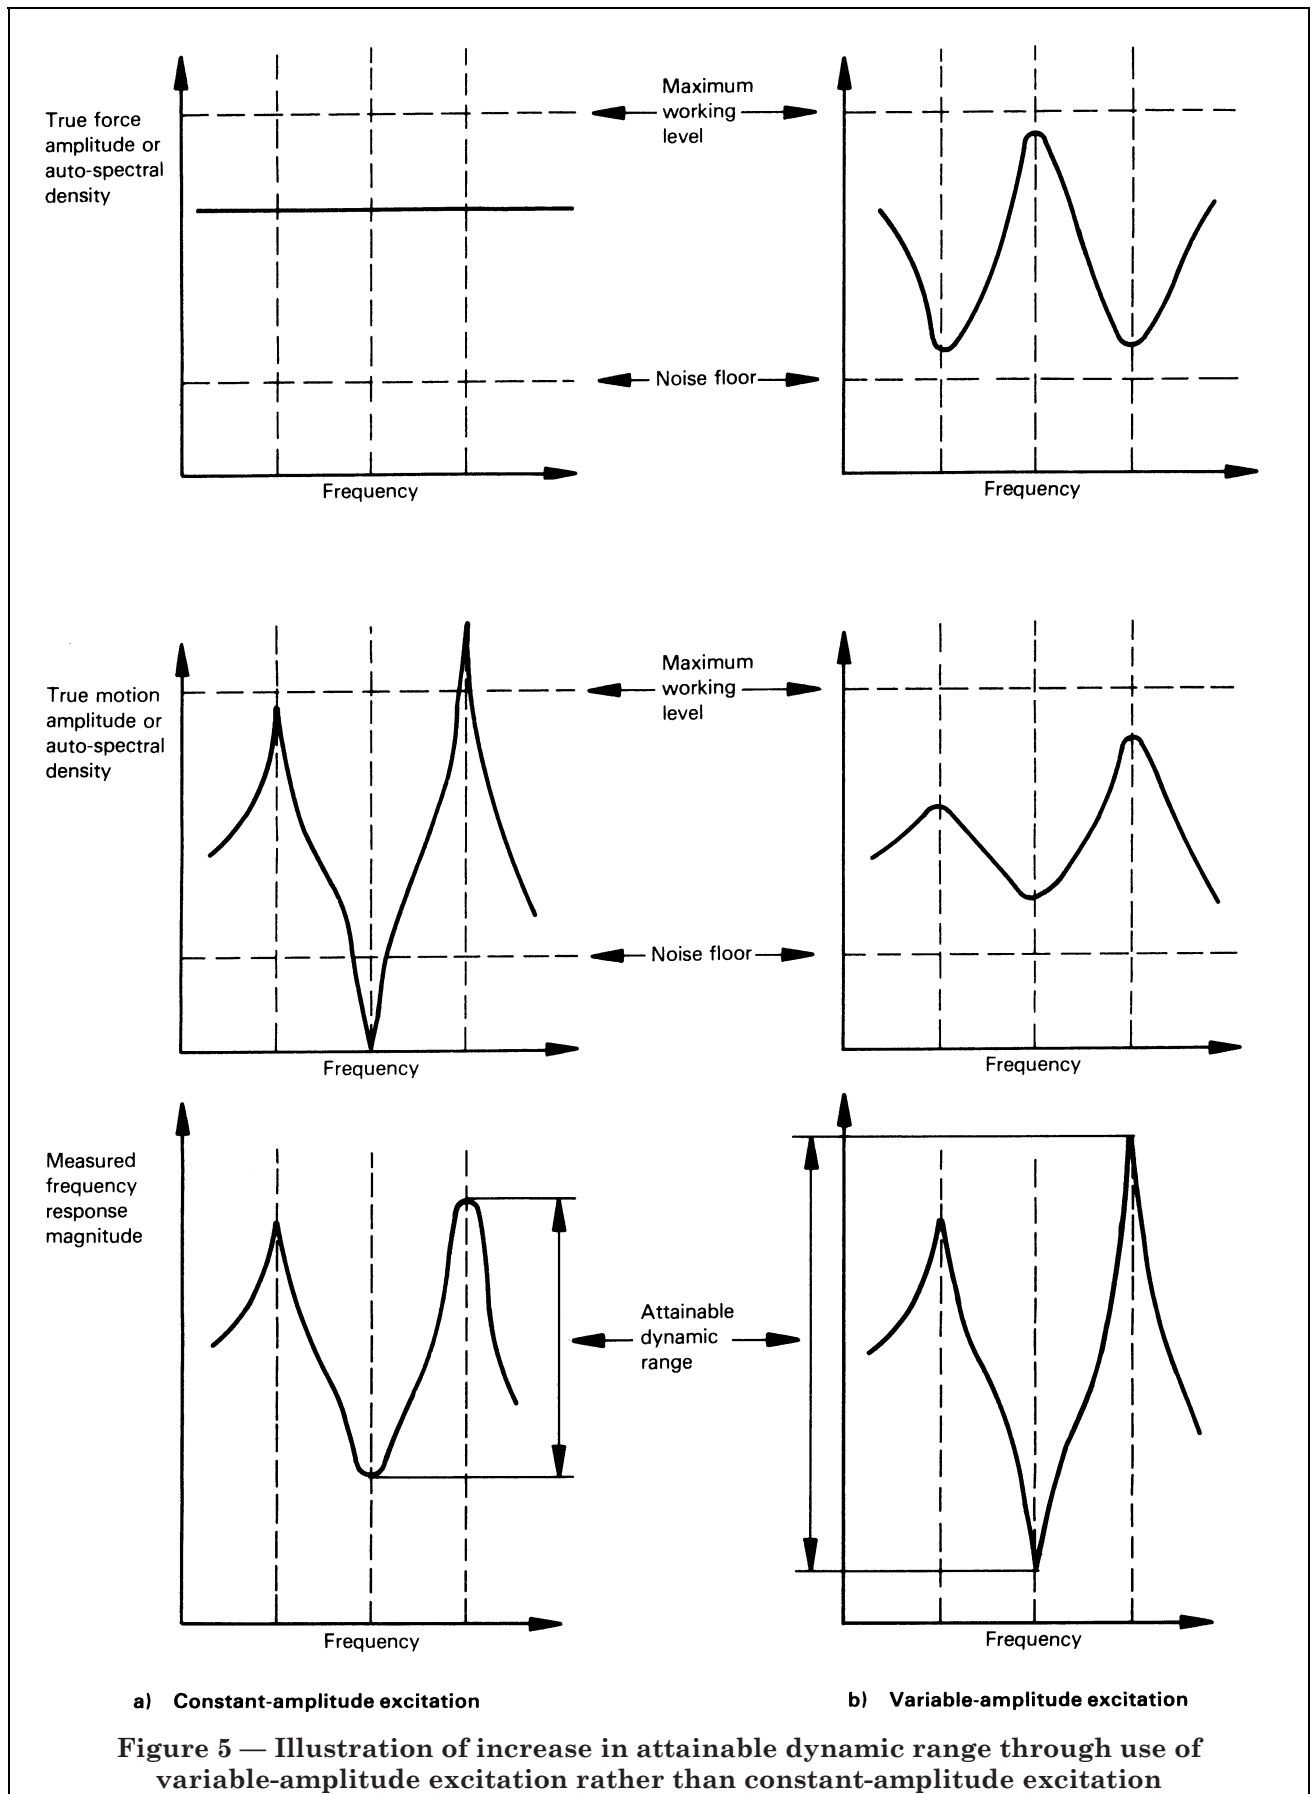 True force
amplitude or
auto-spectral
density
Maximum
working
level
Noise floor
Frequency
Frequency
True motion
amplitude or
auto-spectral
density
Maximum
working
level
Noise floor
Frequency
Frequency
Measured
frequency
response
magnitude
Attainable
dynamic
range
Frequency
Frequency
a) Constant-amplitude excitation
b) Variable-amplitude excitation
Figure 5 — Illustration of increase in attainable dynamic range through use of
variable-amplitude excitation rather than constant-amplitude excitation